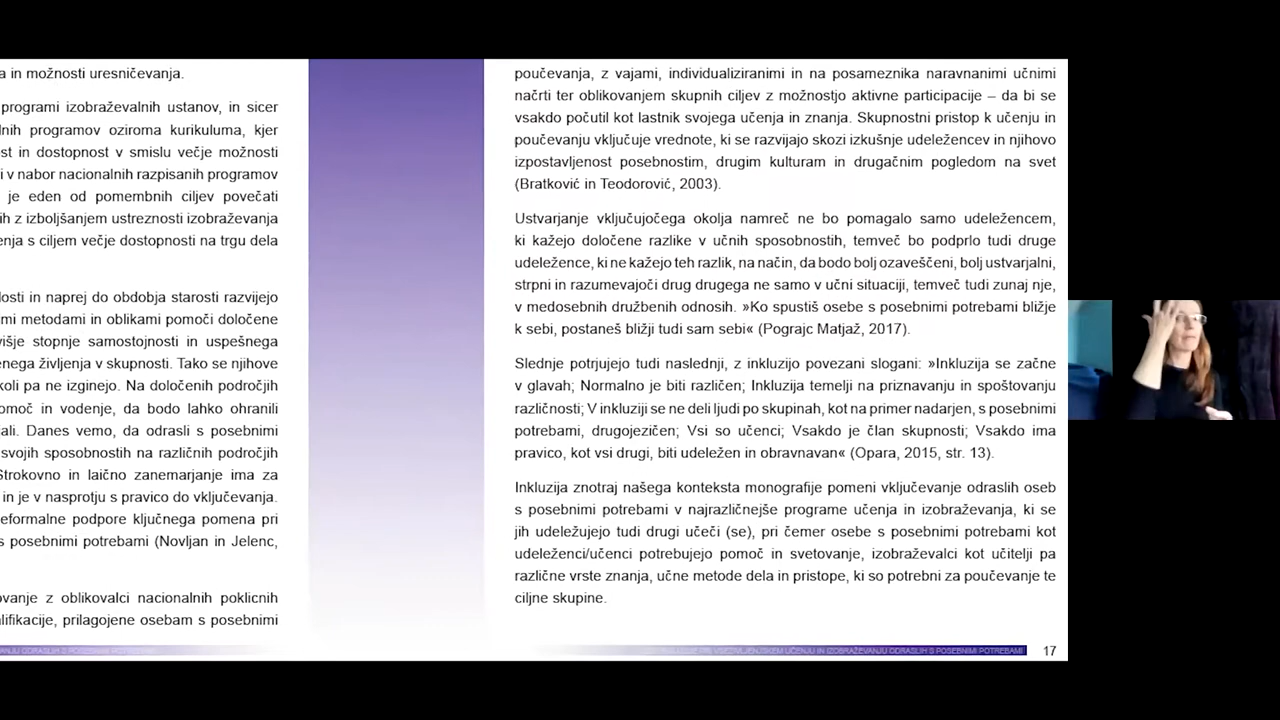 a in možnosti uresničevanja.
programi izobraževalnih ustanov, in sicer
lnih programov oziroma kurikuluma, kjer
st in dostopnost v smislu večje možnosti
i v nabor nacionalnih razpisanih programov
je eden od pomembnih ciljev povečati
ih z izboljšanjem ustreznosti izobraževanja
enja s ciljem večje dostopnosti na trgu dela
losti in naprej do obdobja starosti razvijejo
imi metodami in oblikami pomoči določene
višje stopnje samostojnosti in uspešnega
enega življenja v skupnosti. Tako se njihove
koli pa ne izginejo. Na določenih področjih
omoč in vodenje, da bodo lahko ohranili
ali. Danes vemo, da odrasli s posebnimi
svojih sposobnostih na različnih področjih
Strokovno in laično zanemarjanje ima za
in je v nasprotju s pravico do vključevanja.
eformalne podpore ključnega pomena pri
s posebnimi potrebami (Novljan in Jelenc,
ovanje z oblikovalci nacionalnih poklicnih
alifikacije, prilagojene osebam s posebnimi
poučevanja, z vajami, individualiziranimi in na posameznika naravnanimi učnimi
načrti ter oblikovanjem skupnih ciljev z možnostjo aktivne participacije – da bi se
vsakdo počutil kot lastnik svojega učenja in znanja. Skupnostni pristop k učenju in
poučevanju vključuje vrednote, ki se razvijajo skozi izkušnje udeležencev in njihovo
izpostavljenost posebnostim, drugim kulturam in drugačnim pogledom na svet
(Bratković in Teodorović, 2003).
Ustvarjanje vključujočega okolja namreč ne bo pomagalo samo udeležencem,
ki kažejo določene razlike v učnih sposobnostih, temveč bo podprlo tudi druge
udeležence, ki ne kažejo teh razlik, na način, da bodo bolj ozaveščeni, bolj ustvarjalni,
strpni in razumevajoči drug drugega ne samo v učni situaciji, temveč tudi zunaj nje,
v medosebnih družbenih odnosih. »Ko spustiš osebe s posebnimi potrebami bližje
k sebi, postaneš bližji tudi sam sebi« (Pograjc Matjaž, 2017).
Slednje potrjujejo tudi naslednji, z inkluzijo povezani slogani: »Inkluzija se začne
v glavah; Normalno je biti različen; Inkluzija temelji na priznavanju in spoštovanju
različnosti; V inkluziji se ne deli ljudi po skupinah, kot na primer nadarjen, s posebnimi
potrebami, drugojezičen; Vsi so učenci; Vsakdo je član skupnosti; Vsakdo ima
pravico, kot vsi drugi, biti udeležen in obravnavan« (Opara, 2015, str. 13).
Inkluzija znotraj našega konteksta monografije pomeni vključevanje odraslih oseb
s posebnimi potrebami v najrazličnejše programe učenja in izobraževanja, ki se
jih udeležujejo tudi drugi učeči (se), pri čemer osebe s posebnimi potrebami kot
udeleženci/učenci potrebujejo pomoč in svetovanje, izobraževalci kot učitelji pa
različne vrste znanja, učne metode dela in pristope, ki so potrebni za poučevanje te
ciljne skupine.
PRI VSEŽIVLJENJSKEM UČENJU IN IZOBRAŽEVANJU ODRASLIH S POSEBNIMI POTREBAMI 17